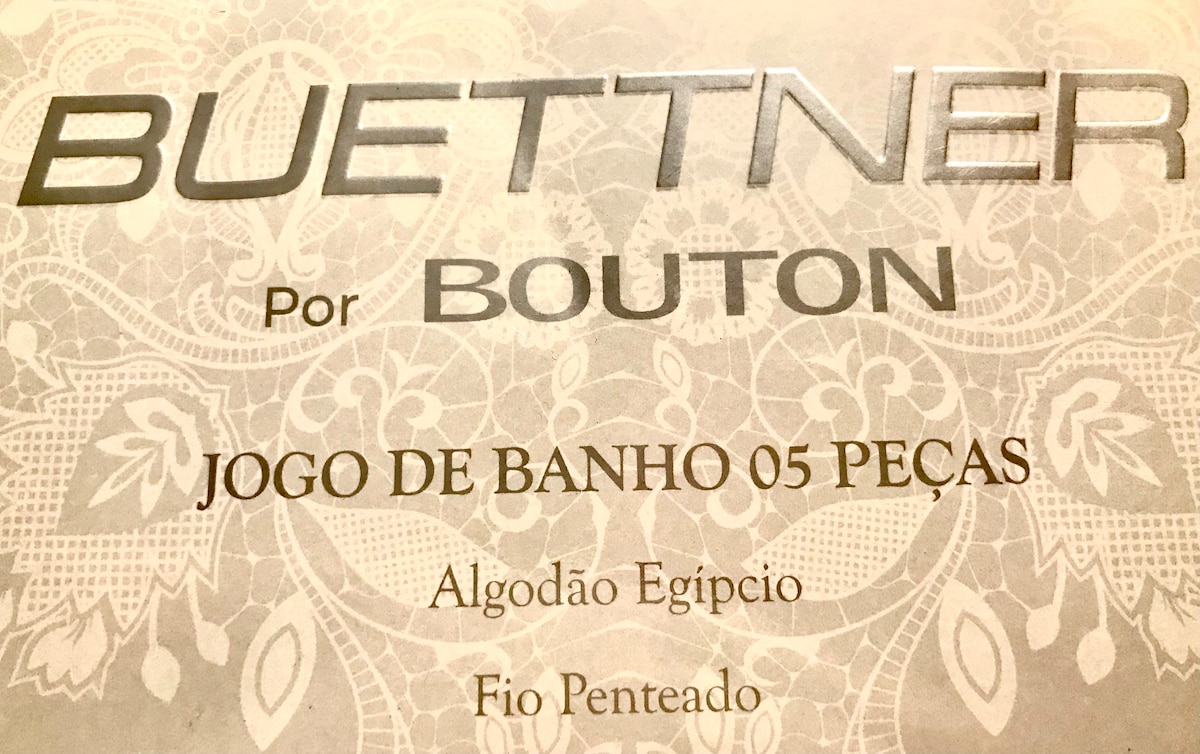 BUETTNER
Por BOUTON
JOGO DE BANHO 05 PEÇAS
Algodão Egípcio
Fio Penteado